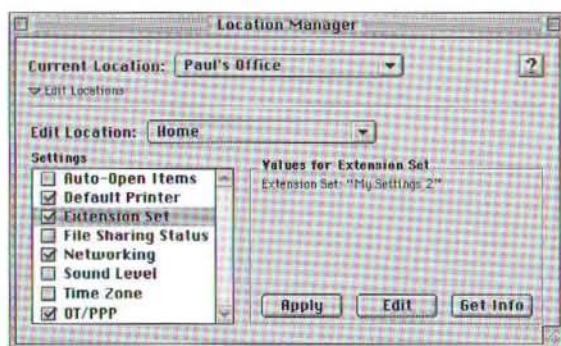 Location Manager
Current Location: Paul's Office
?
Edit Locations
Edit Location: Home
Settings
Auto-Open Items
Default Printer
Extension Set
File Sharing Status
Networking
Sound Level
Time Zone
OT/PPP
Values for Extension Set
Extension Set: "My Settings 2"
Apply Edit Get Info